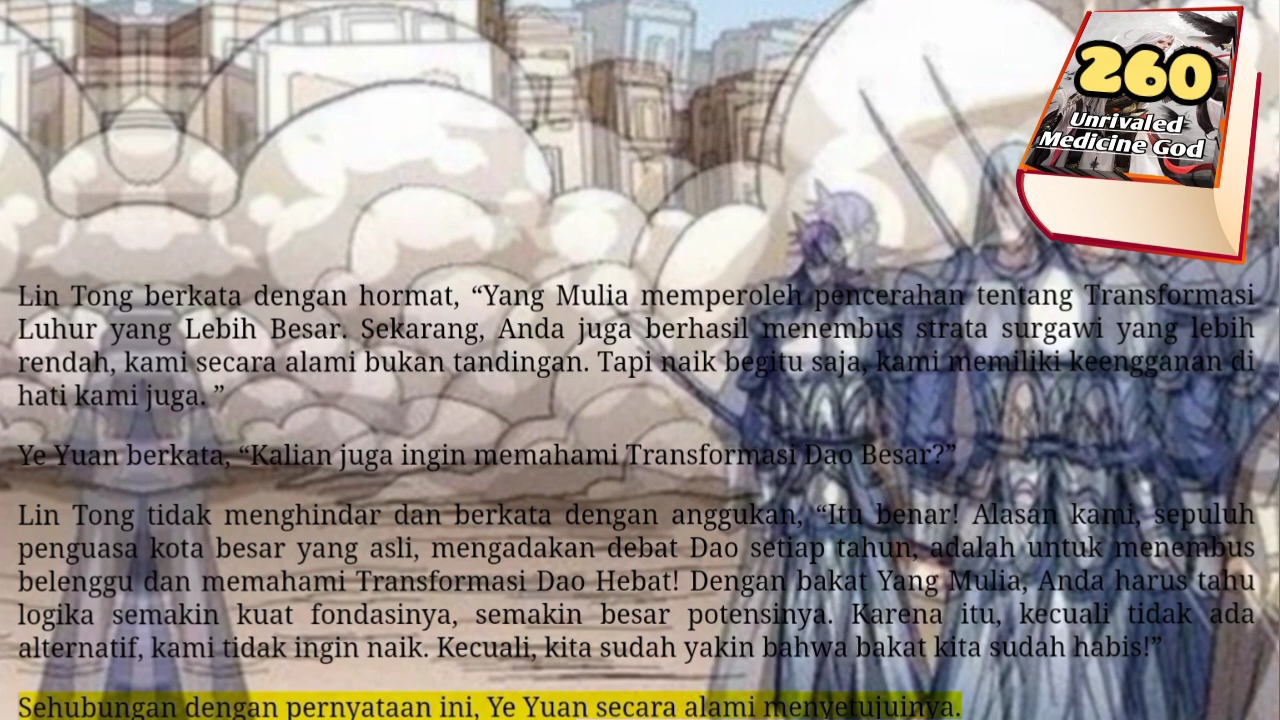 260
Unrivaled
Medicine God
Lin Tong berkata dengan hormat, “Yang Mulia memperoleh pencerahan tentang Transformasi
Luhur yang Lebih Besar. Sekarang, Anda juga berhasil menembus strata surgawi yang lebih
rendah, kami secara alami bukan tandingan. Tapi naik begitu saja, kami memiliki keengganan di
hati kami juga. ”
Ye Yuan berkata, “Kalian juga ingin memahami Transformasi Dao Besar?”
Lin Tong tidak menghindar dan berkata dengan anggukan, “Itu benar! Alasan kami, sepuluh
penguasa kota besar yang asli, mengadakan debat Dao setiap tahun, adalah untuk menembus
belenggu dan memahami Transformasi Dao Hebat! Dengan bakat Yang Mulia, Anda harus tahu
logika semakin kuat fondasinya, semakin besar potensinya. Karena itu, kecuali tidak ada
alternatif, kami tidak ingin naik. Kecuali, kita sudah yakin bahwa bakat kita sudah habis!”
Sehubungan dengan pernyataan ini, Ye Yuan secara alami menyetujuinya.